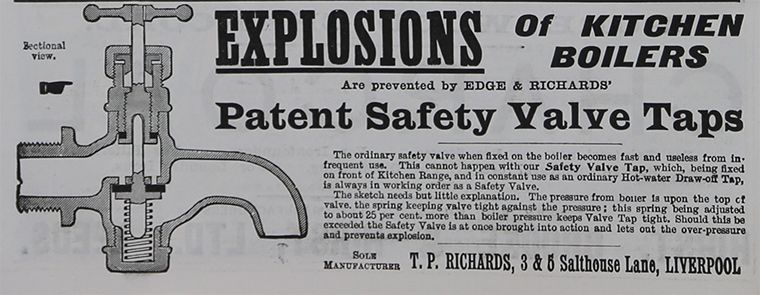 Sectional
view.
EXPLOSIONS
Of KITCHEN
BOILERS
Are prevented by EDGE & RICHARDS'
Patent Safety Valve Taps
The ordinary safety valve when fixed on the boiler becomes fast and useless from in-
frequent use. This cannot happen with our Safety Valve Tap, which, being fixed
on front of Kitchen Range, and in constant use as an ordinary Hot-water Draw-off Tap,
is always in working order as a Safety Valve.
The sketch needs but little explanation. The pressure from boiler is upon the top of
valve, the spring keeping valve tight against the pressure; this spring being adjusted
to about 25 per cent. more than boiler pressure keeps Valve Tap tight. Should this be
exceeded the Safety Valve is at once brought into action and lets out the over-pressure
and prevents explosion.
SOLE
MANUFACTURER
T. P. RICHARDS, 3 & 5 Salthouse Lane, LIVERPOOL